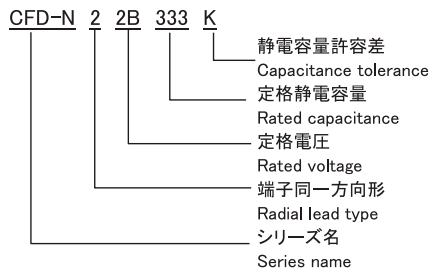 CFD-N 2 2B 333 K
静電容量許容差
Capacitance tolerance
定格静電容量
Rated capacitance
定格電圧
Rated voltage
端子同一方向形
Radial lead type
シリーズ名
Series name